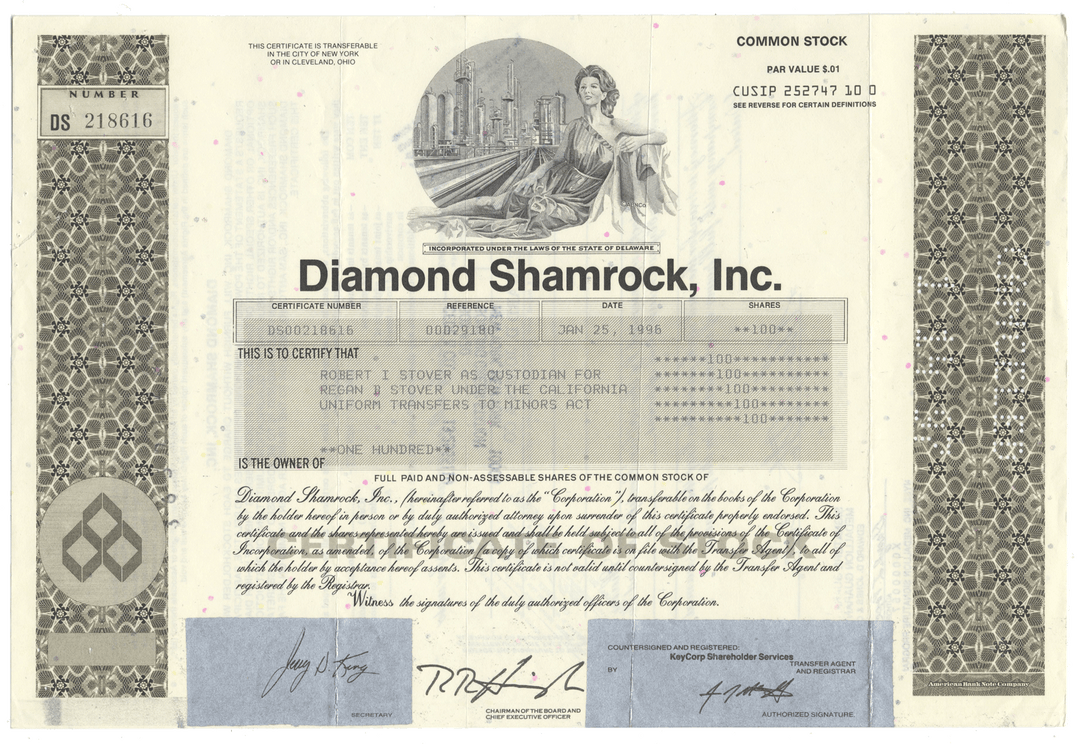 THIS CERTIFICATE IS TRANSFERABLE
IN THE CITY OF NEW YORK
OR IN CLEVELAND, OHIO
COMMON STOCK
PAR VALUE $.01
CUSIP 252747 10 0
SEE REVERSE FOR CERTAIN DEFINITIONS
NUMBER
DS 218616
INCORPORATED UNDER THE LAWS OF THE STATE OF DELAWARE
Diamond Shamrock, Inc.
CERTIFICATE NUMBER REFERENCE DATE SHARES
DS00218616 00029180 JAN 25, 1996 **100**
THIS IS TO CERTIFY THAT
******100***********
ROBERT I STOVER AS CUSTODIAN FOR *******100**********
REGAN B STOVER UNDER THE CALIFORNIA ********100*********
UNIFORM TRANSFERS TO MINORS ACT *********100********
**********100*******
**ONE HUNDRED**
IS THE OWNER OF
FULL PAID AND NON-ASSESSABLE SHARES OF THE COMMON STOCK OF
Diamond Shamrock, Inc., (hereinafter referred to as the "Corporation"), transferable on the books of the Corporation
by the holder hereof in person or by duly authorized attorney upon surrender of this certificate properly endorsed. This
certificate and the shares represented hereby are issued and shall be held subject to all of the provisions of the Certificate of
Incorporation, as amended, of the Corporation (a copy of which certificate is on file with the Transfer Agent), to all of
which the holder by acceptance hereof assents. This certificate is not valid until countersigned by the Transfer Agent and
registered by the Registrar.
Witness the signatures of the duly authorized officers of the Corporation.
SECRETARY
CHAIRMAN OF THE BOARD AND
CHIEF EXECUTIVE OFFICER
COUNTERSIGNED AND REGISTERED:
KeyCorp Shareholder Services
BY TRANSFER AGENT
AND REGISTRAR
AUTHORIZED SIGNATURE
American Bank Note Company.